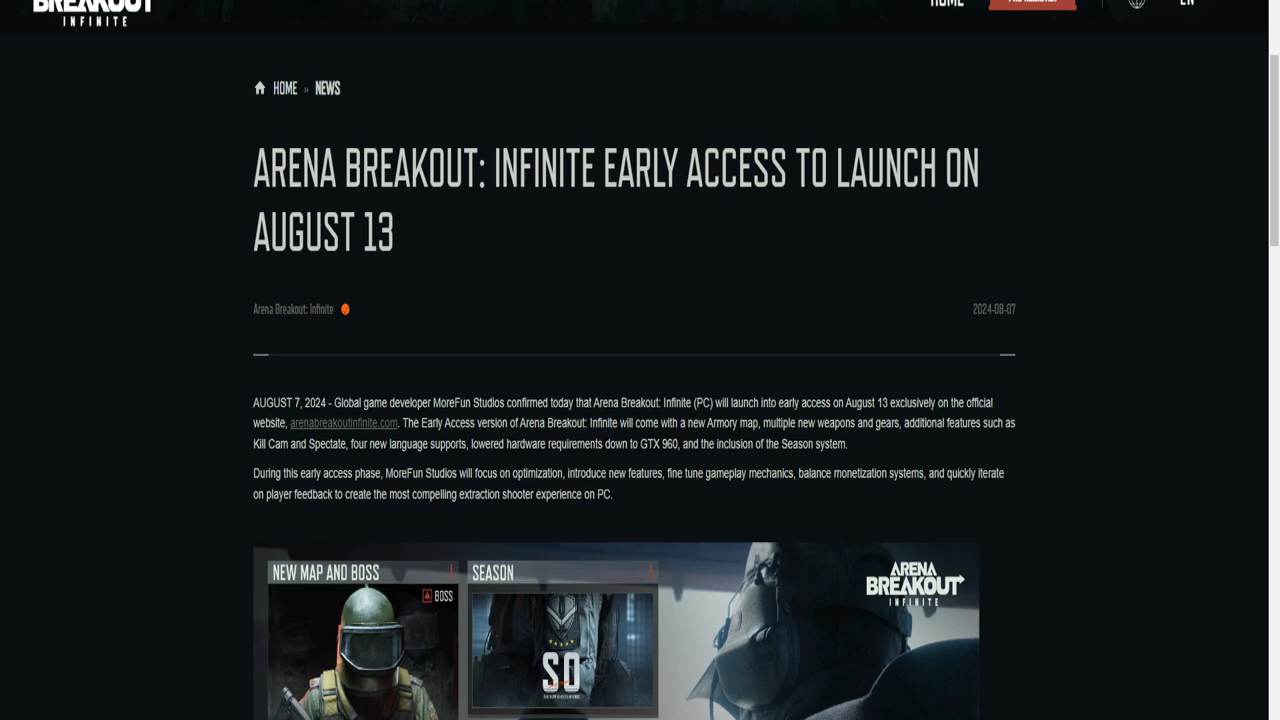 BREAKOUT
INFINITE
HOME
EN
HOME » NEWS
ARENA BREAKOUT: INFINITE EARLY ACCESS TO LAUNCH ON
AUGUST 13
Arena Breakout: Infinite
2024-08-07
AUGUST 7, 2024 - Global game developer MoreFun Studios confirmed today that Arena Breakout: Infinite (PC) will launch into early access on August 13 exclusively on the official
website, arenabreakoutinfinite.com. The Early Access version of Arena Breakout: Infinite will come with a new Armory map, multiple new weapons and gears, additional features such as
Kill Cam and Spectate, four new language supports, lowered hardware requirements down to GTX 960, and the inclusion of the Season system.
During this early access phase, MoreFun Studios will focus on optimization, introduce new features, fine tune gameplay mechanics, balance monetization systems, and quickly iterate
on player feedback to create the most compelling extraction shooter experience on PC.
NEW MAP AND BOSS
BOSS
SEASON
S0
ARENA
BREAKOUT
INFINITE